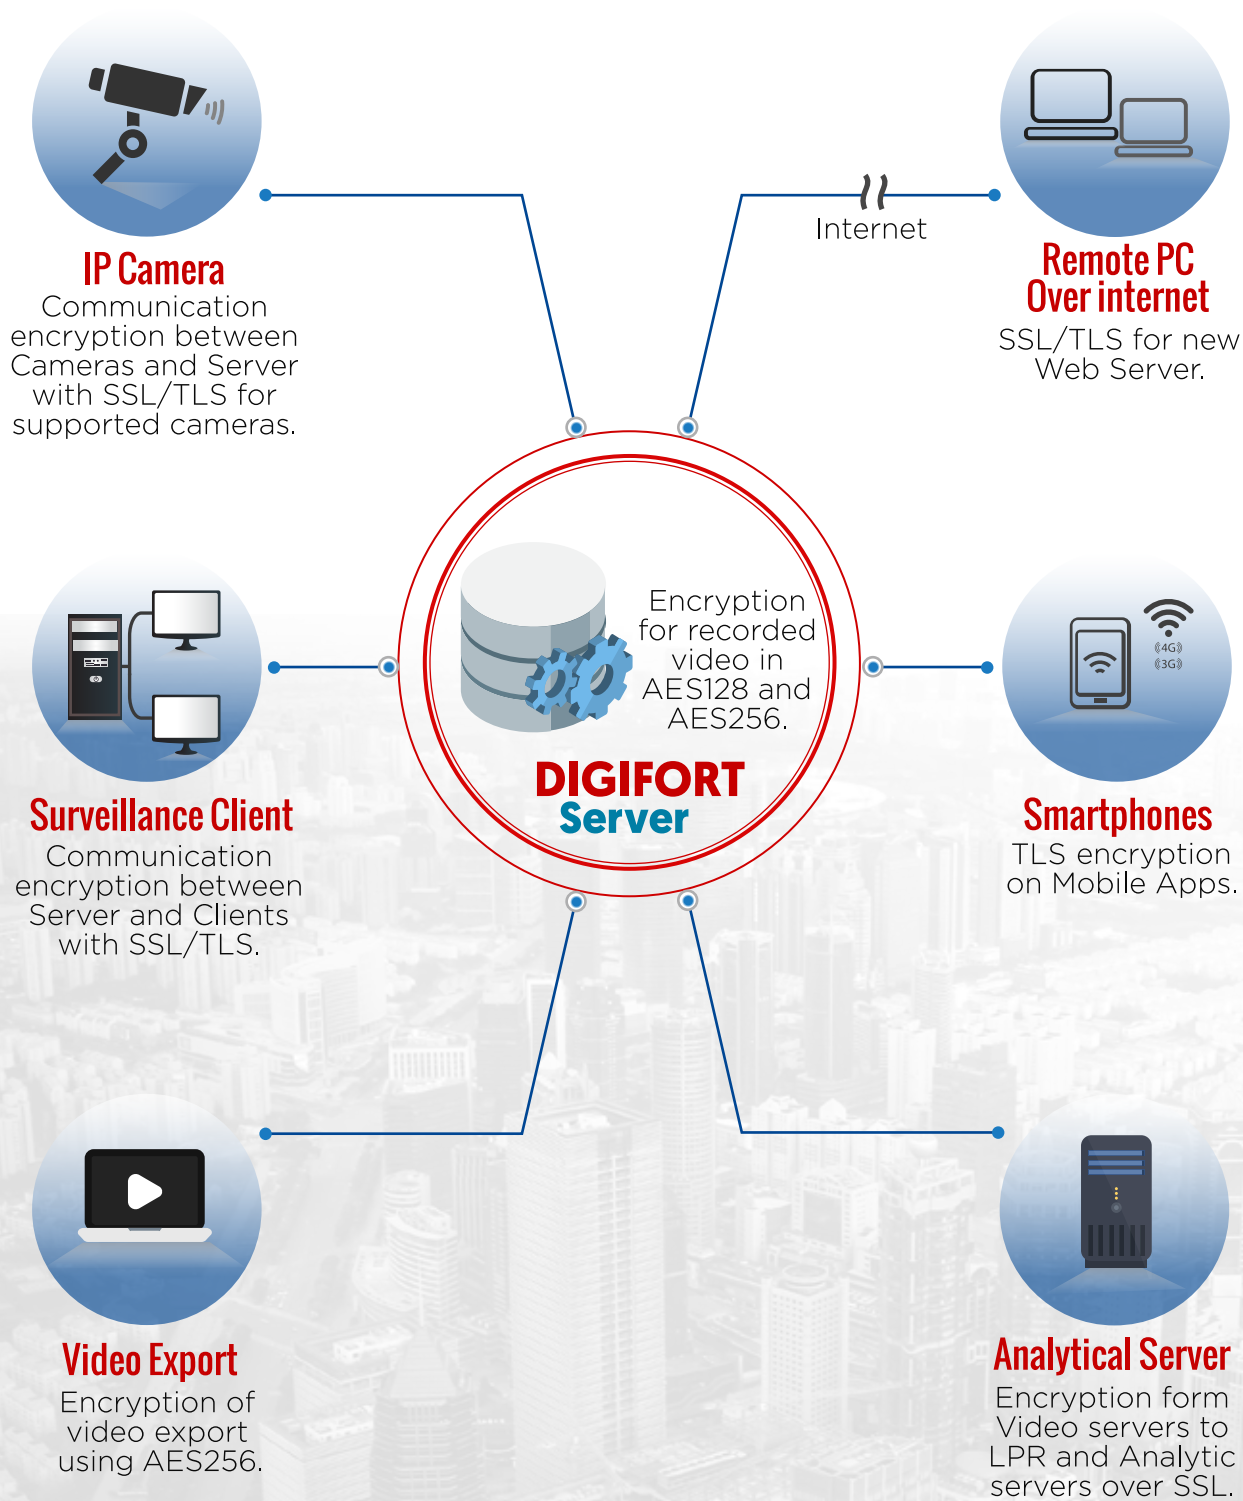 IP Camera
Communication
encryption between
Cameras and Server
with SSL/TLS for
supported cameras.
Internet
Remote PC
Over internet
SSL/TLS for new
Web Server.
Encryption
for recorded
video in
AES128 and
AES256.
DIGIFORT
Server
Surveillance Client
Communication
encryption between
Server and Clients
with SSL/TLS.
4G
3G
Smartphones
TLS encryption
on Mobile Apps.
Video Export
Encryption of
video export
using AES256.
Analytical Server
Encryption form
Video servers to
LPR and Analytic
servers over SSL.